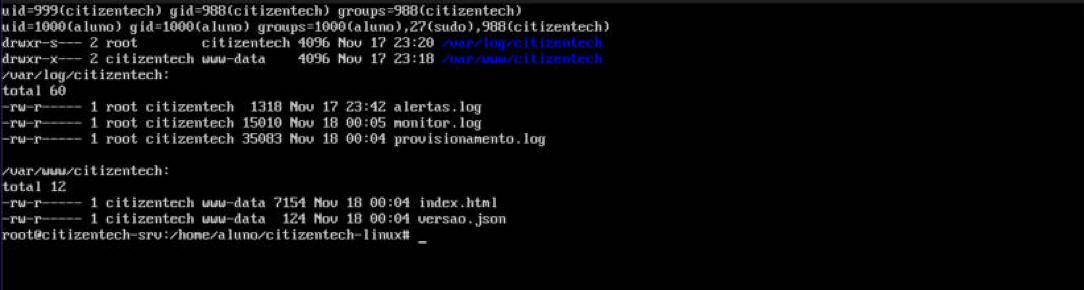 uid=999(citizentech) gid=988(citizentech) groups=988(citizentech)
uid=1000(aluno) gid=1000(aluno) groups=1000(aluno),27(sudo),988(citizentech)
drwxr-s--- 2 root        citizentech 4096 Nov 17 23:20 /var/log/citizentech
drwxr-x--- 2 citizentech www-data    4096 Nov 17 23:18 /var/www/citizentech
/var/log/citizentech:
total 60
-rw-r----- 1 root citizentech  1318 Nov 17 23:42 alertas.log
-rw-r----- 1 root citizentech 15010 Nov 18 00:05 monitor.log
-rw-r----- 1 root citizentech 35083 Nov 18 00:04 provisionamento.log

/var/www/citizentech:
total 12
-rw-r----- 1 citizentech www-data 7154 Nov 18 00:04 index.html
-rw-r----- 1 citizentech www-data  124 Nov 18 00:04 versao.json
root@citizentech-srv:/home/aluno/citizentech-linux# _